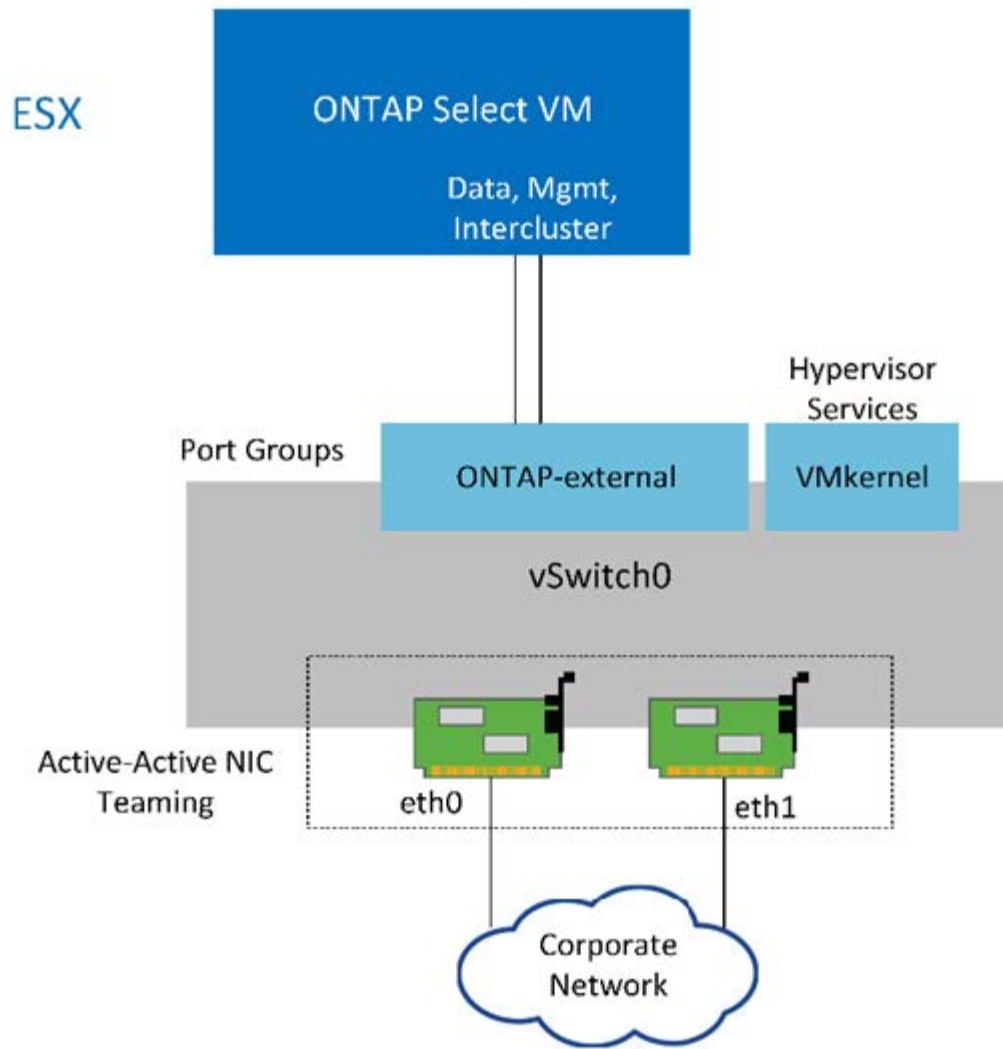 ESX
ONTAP Select VM
Data, Mgmt,
Intercluster
Hypervisor
Services
Port Groups
ONTAP-external
VMkernel
vSwitch0
Active-Active NIC
Teaming
eth0
eth1
Corporate
Network